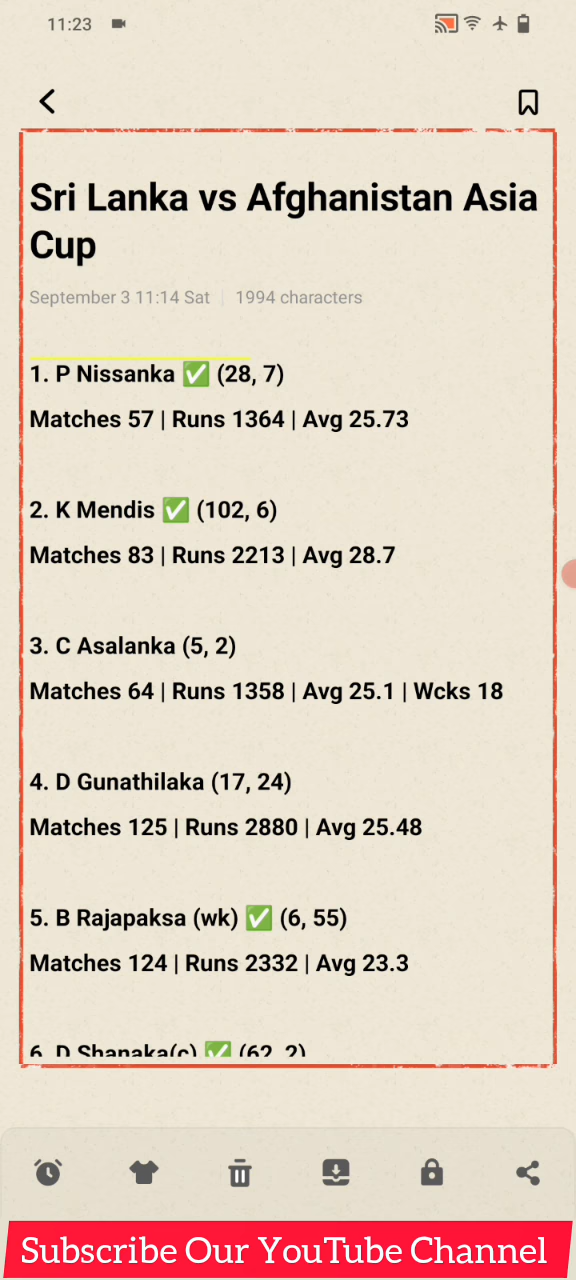 11:23
Sri Lanka vs Afghanistan Asia
Cup
September 3 11:14 Sat | 1994 characters
1. P Nissanka ✅ (28, 7)
Matches 57 | Runs 1364 | Avg 25.73
2. K Mendis ✅ (102, 6)
Matches 83 | Runs 2213 | Avg 28.7
3. C Asalanka (5, 2)
Matches 64 | Runs 1358 | Avg 25.1 | Wcks 18
4. D Gunathilaka (17, 24)
Matches 125 | Runs 2880 | Avg 25.48
5. B Rajapaksa (wk) ✅ (6, 55)
Matches 124 | Runs 2332 | Avg 23.3
6. D Shanaka(c) ✅ (62, 2)
Subscribe Our YouTube Channel